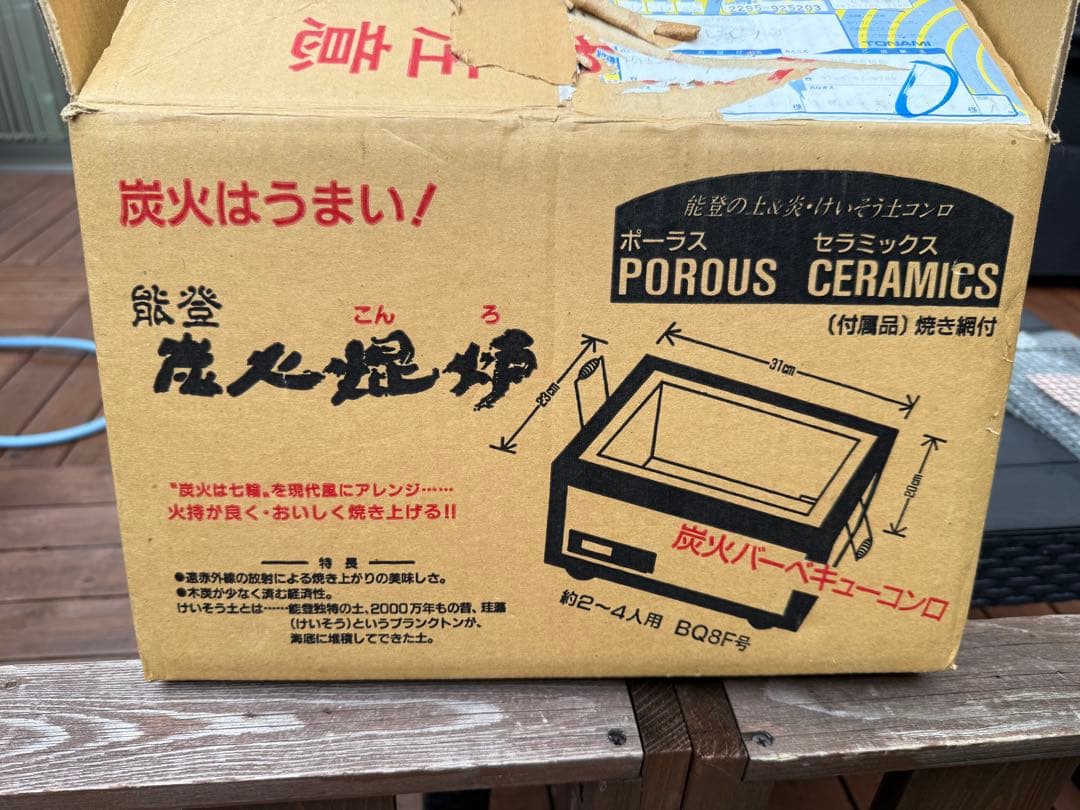 注意
0285-925203
TONAMI
炭火はうまい!
能登の土&炎・けいそう土コンロ
ポーラス セラミックス
POROUS CERAMICS
(付属品)焼き網付
能登
こんろ
炭火焜炉
31cm
23cm
20cm
"炭火は七輪"を現代風にアレンジ……
火持が良く・おいしく焼き上げる!!
特長
●遠赤外線の放射による焼き上がりの美味しさ。
●木炭が少なく済む経済性。
けいそう土とは……能登独特の土、2000万年もの昔、珪藻
(けいそう)というプランクトンが、
海底に堆積してできた土。
炭火バーベキューコンロ
約2~4人用 BQ8F号